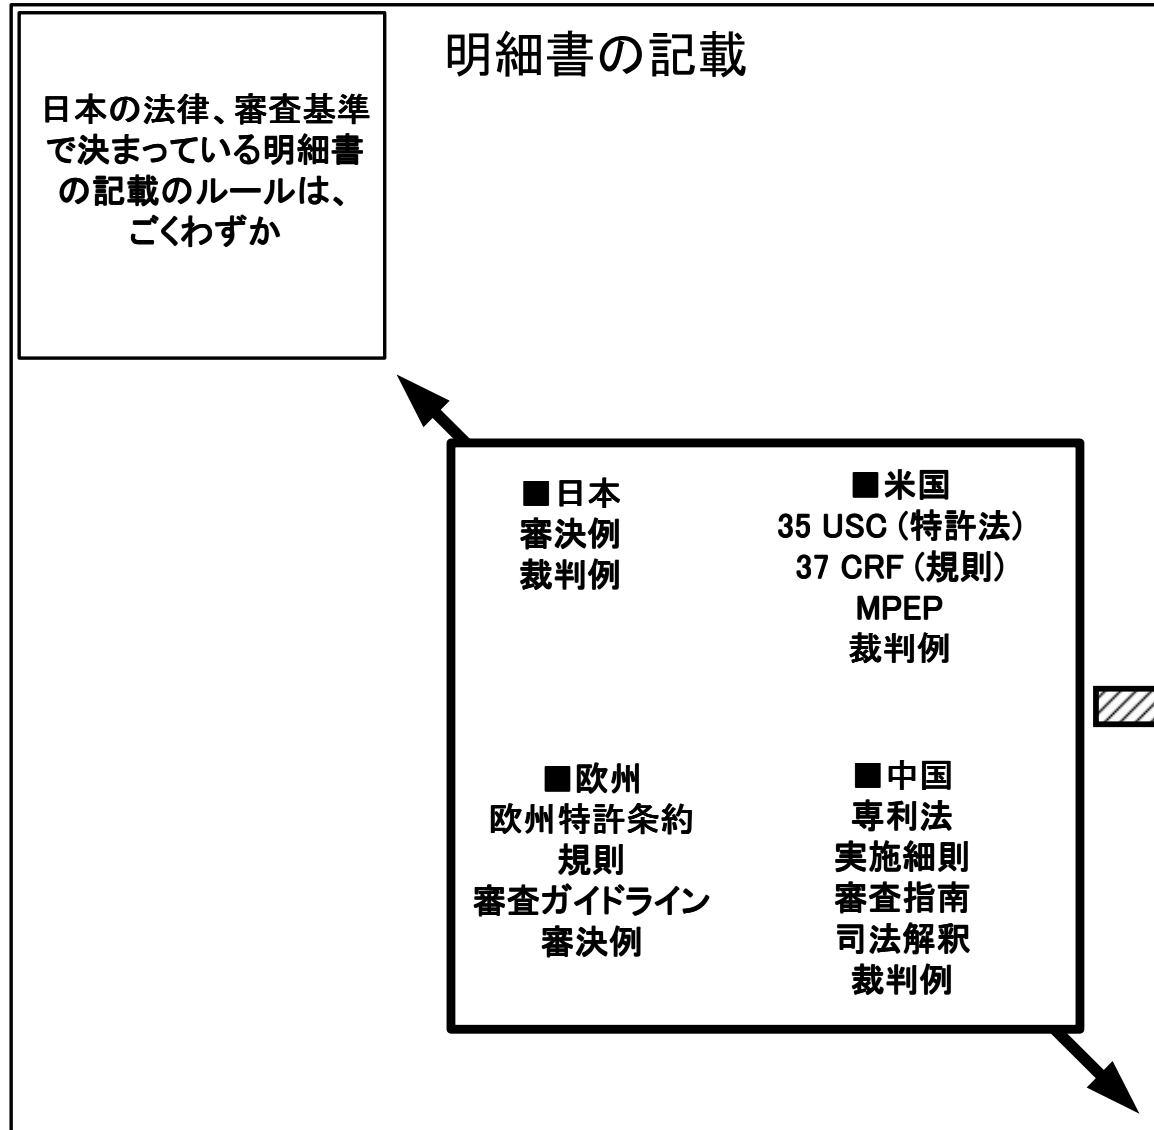 明細書の記載
日本の法律、審査基準
で決まっている明細書
の記載のルールは、
ごくわずか
■日本
審決例
裁判例
■米国
35 USC (特許法)
37 CRF (規則)
MPEP
裁判例
■欧州
欧州特許条約
規則
審査ガイドライン
審決例
■中国
専利法
実施細則
審査指南
司法解釈
裁判例